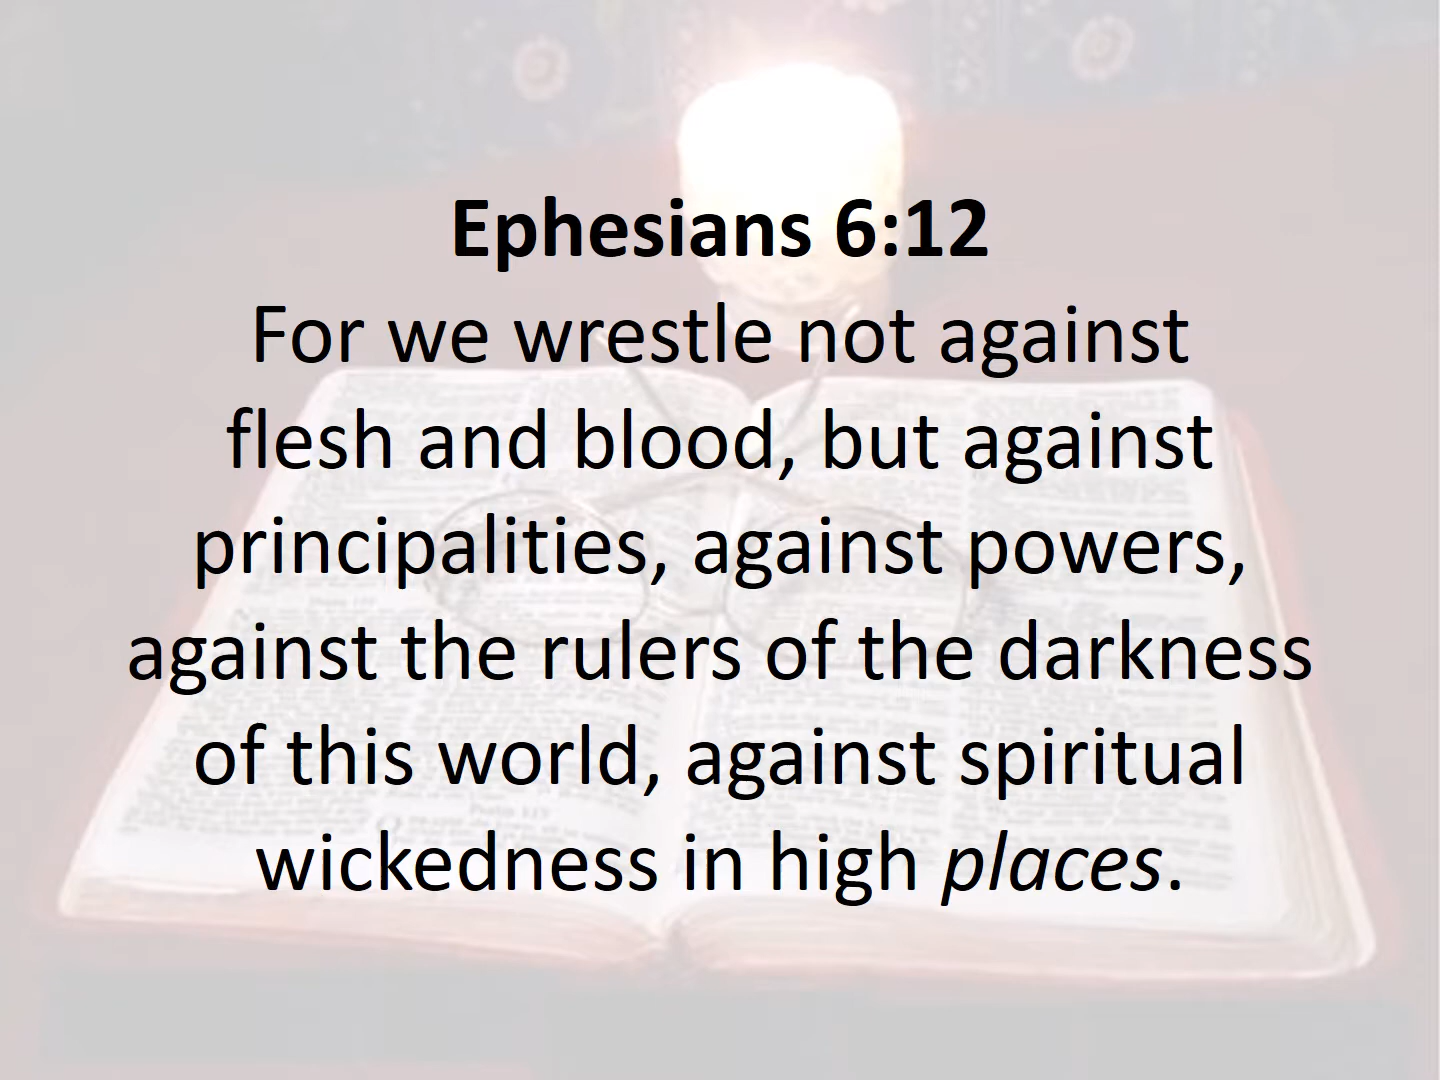 Ephesians 6:12
For we wrestle not against
flesh and blood, but against
principalities, against powers,
against the rulers of the darkness
of this world, against spiritual
wickedness in high places.